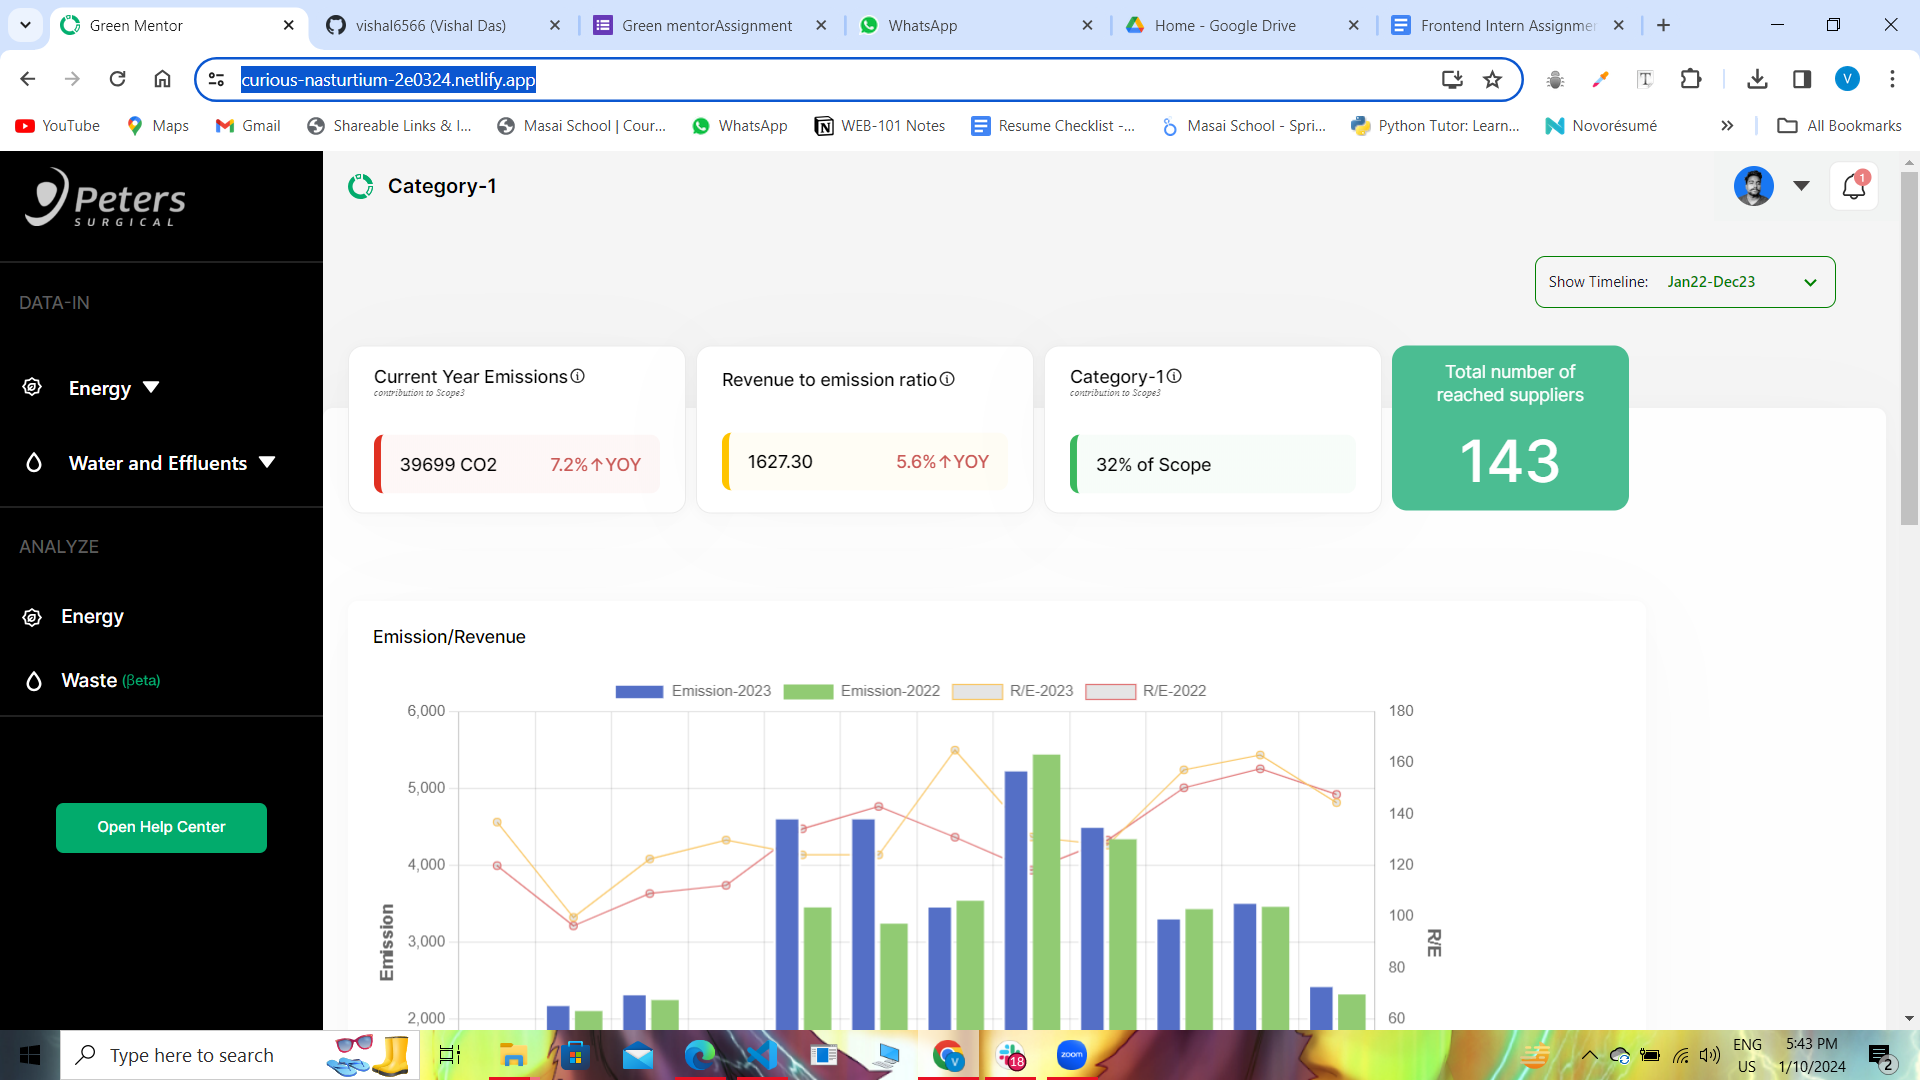 Green Mentor
vishal6566 (Vishal Das)
Green mentorAssignment
WhatsApp
Home - Google Drive
Frontend Intern Assignmer
curious-nasturtium-2e0324.netlify.app
V
YouTube
Maps
Gmail
Shareable Links & I...
Masai School | Cour...
WhatsApp
WEB-101 Notes
Resume Checklist -...
Masai School - Spri...
Python Tutor: Learn...
Novorésumé
All Bookmarks
Peters
SURGICAL
Category-1
1
DATA-IN
Show Timeline: Jan22-Dec23
Energy
Water and Effluents
ANALYZE
Energy
Waste (βeta)
Open Help Center
Current Year Emissions
contribution to Scope3
39699 CO2 7.2%↑YOY
Revenue to emission ratio
1627.30 5.6%↑YOY
Category-1
contribution to Scope3
32% of Scope
Total number of
reached suppliers
143
Emission/Revenue
Emission-2023 Emission-2022 R/E-2023 R/E-2022
6,000
5,000
4,000
3,000
2,000
Emission
180
160
140
120
100
80
60
R/E
Type here to search
V
18
zoom
ENG
US
5:43 PM
1/10/2024
2